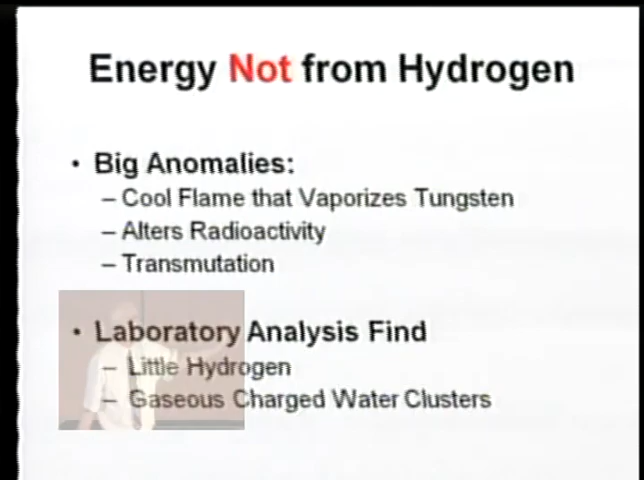 Energy Not from Hydrogen
• Big Anomalies:
– Cool Flame that Vaporizes Tungsten
– Alters Radioactivity
– Transmutation
• Laboratory Analysis Find
– Little Hydrogen
– Gaseous Charged Water Clusters